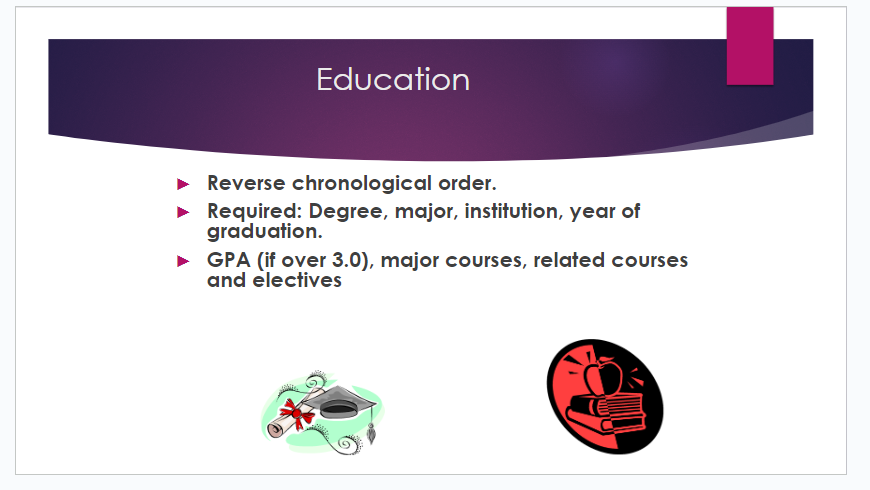 Education
Reverse chronological order.
Required: Degree, major, institution, year of
graduation.
GPA (if over 3.0), major courses, related courses
and electives